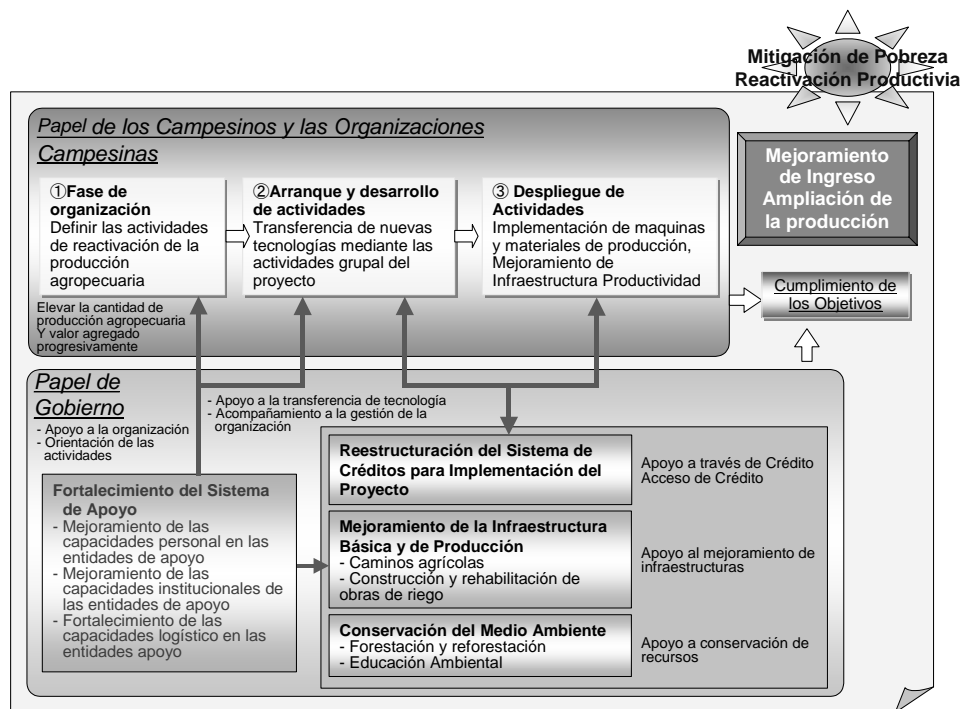 Mitigación de Pobreza
Reactivación Productivia
Papel de los Campesinos y las Organizaciones
Campesinas
①Fase de
organización
Definir las actividades
de reactivación de la
producción
agropecuaria
②Arranque y desarrollo
de actividades
Transferencia de nuevas
tecnologías mediante las
actividades grupal del
proyecto
③ Despliegue de
Actividades
Implementación de maquinas
y materiales de producción,
Mejoramiento de
Infraestructura Productividad
Mejoramiento
de Ingreso
Ampliación de
la producción
Elevar la cantidad de
producción agropecuaria
Y valor agregado
progresivamente
Cumplimiento de
los Objetivos
Papel de
Gobierno
- Apoyo a la organización
- Orientación de las
actividades
- Apoyo a la transferencia de tecnología
- Acompañamiento a la gestión de la
organización
Fortalecimiento del Sistema
de Apoyo
- Mejoramiento de las
capacidades personal en las
entidades de apoyo
- Mejoramiento de las
capacidades institucionales de
las entidades de apoyo
- Fortalecimiento de las
capacidades logístico en las
entidades apoyo
Reestructuración del Sistema de
Créditos para Implementación del
Proyecto
Apoyo a través de Crédito
Acceso de Crédito
Mejoramiento de la Infraestructura
Básica y de Producción
- Caminos agrícolas
- Construcción y rehabilitación de
obras de riego
Apoyo al mejoramiento de
infraestructuras
Conservación del Medio Ambiente
- Forestación y reforestación
- Educación Ambiental
Apoyo a conservación de
recursos